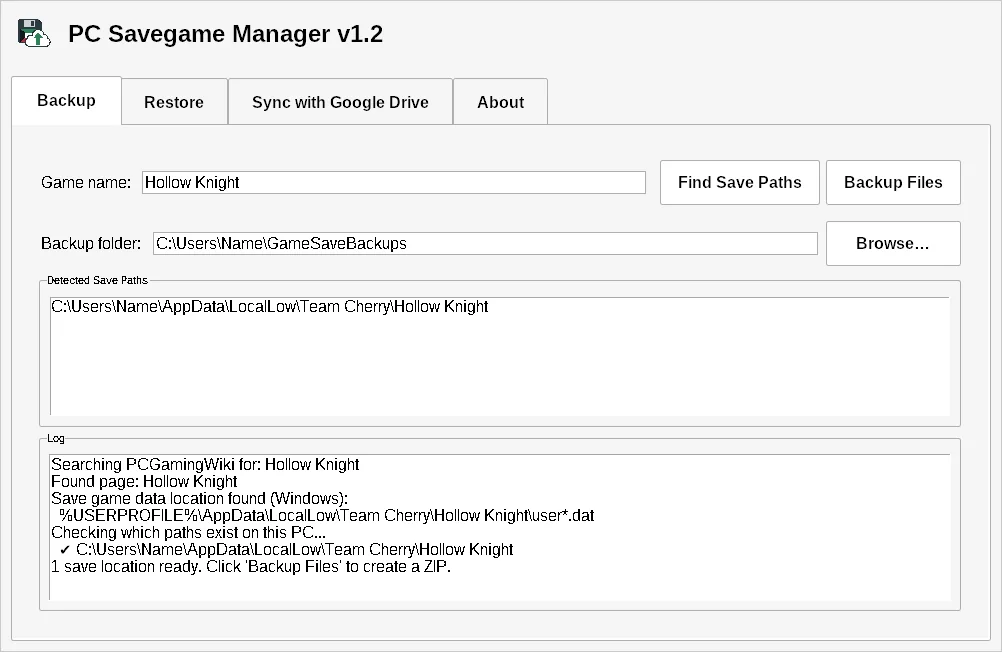 PC Savegame Manager v1.2
Backup
Restore
Sync with Google Drive
About
Game name:
Hollow Knight
Find Save Paths
Backup Files
Backup folder:
C:\Users\Name\GameSaveBackups
Browse...
Detected Save Paths
C:\Users\Name\AppData\LocalLow\Team Cherry\Hollow Knight
Log
Searching PCGamingWiki for: Hollow Knight
Found page: Hollow Knight
Save game data location found (Windows):
%USERPROFILE%\AppData\LocalLow\Team Cherry\Hollow Knight\user*.dat
Checking which paths exist on this PC...
✔ C:\Users\Name\AppData\LocalLow\Team Cherry\Hollow Knight
1 save location ready. Click 'Backup Files' to create a ZIP.